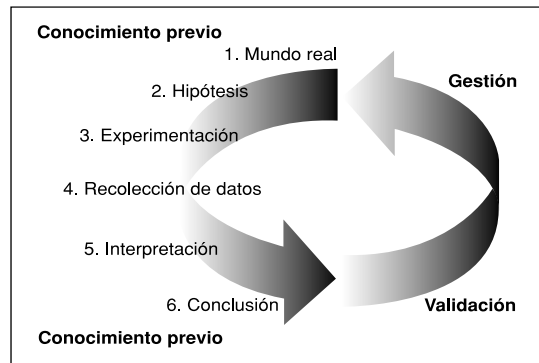 Conocimiento previo
1. Mundo real
Gestión
2. Hipótesis
3. Experimentación
4. Recolección de datos
5. Interpretación
6. Conclusión
Validación
Conocimiento previo